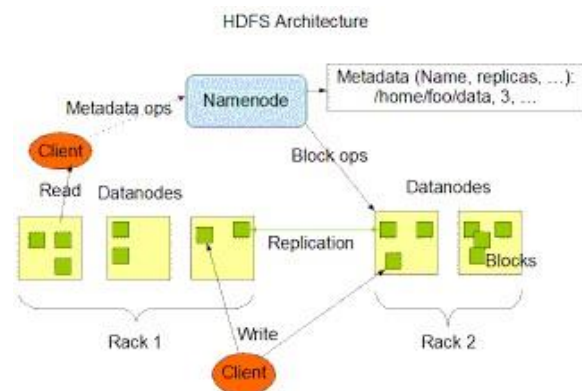 HDFS Architecture
Metadata (Name, replicas, ...):
/home/foo/data, 3, ...
Namenode
Metadata ops
Client
Block ops
Read
Datanodes
Datanodes
Replication
Blocks
Rack 1
Write
Rack 2
Client